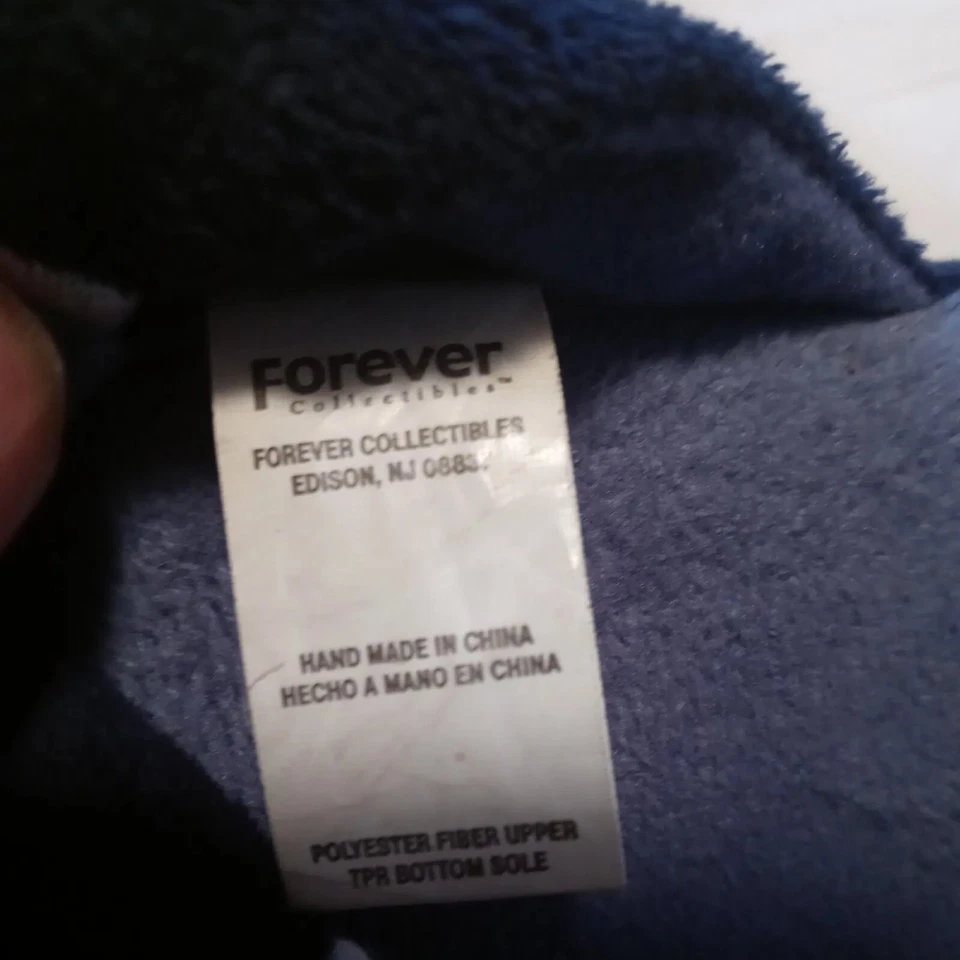 Forever
Collectibles™
FOREVER COLLECTIBLES
EDISON, NJ
HAND MADE IN CHINA
HECHO A MANO EN CHINA
POLYESTER FIBER UPPER
TPR BOTTOM SOLE